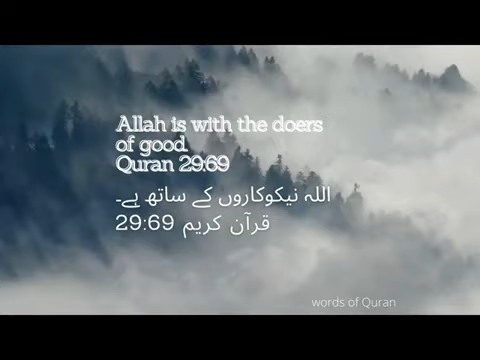 Allah is with the doers
of good
Quran 29:69
اللہ نیکوکاروں کے ساتھ ہے۔
قرآن کریم 29:69
words of Quran